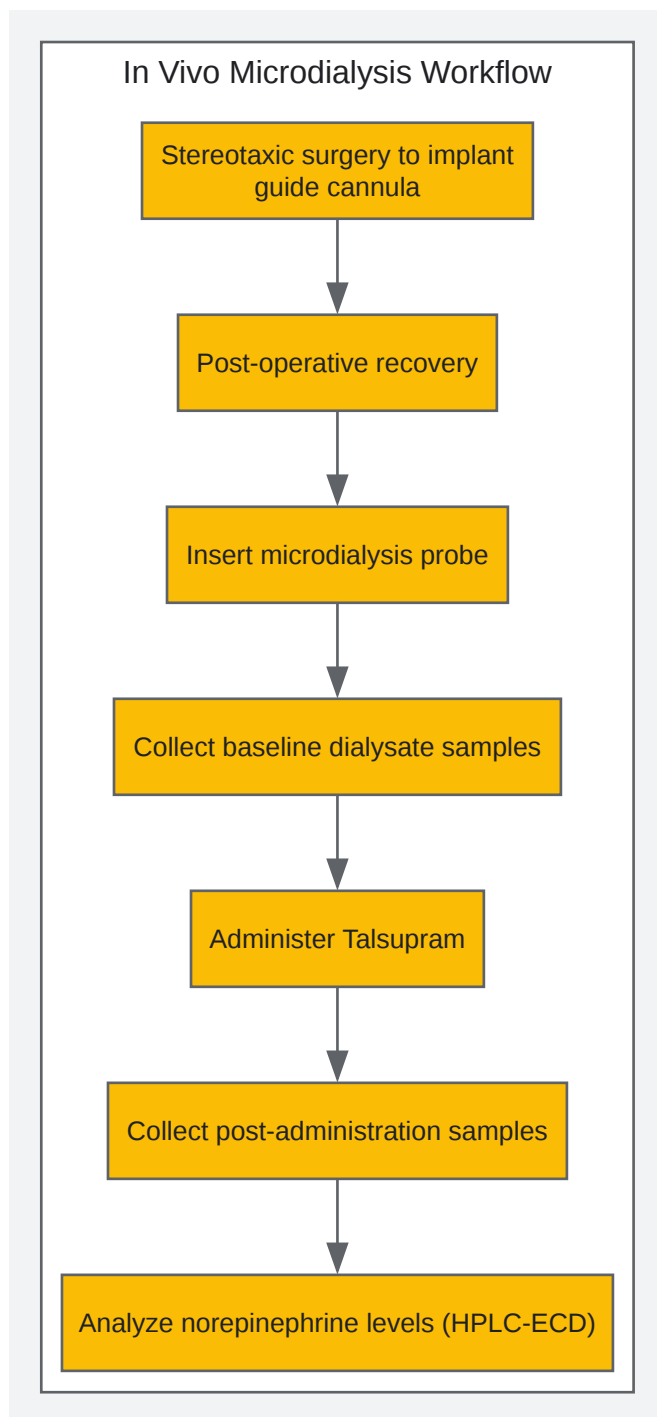 In Vivo Microdialysis Workflow
Stereotaxic surgery to implant
guide cannula
Post-operative recovery
Insert microdialysis probe
Collect baseline dialysate samples
Administer Talsupram
Collect post-administration samples
Analyze norepinephrine levels (HPLC-ECD)